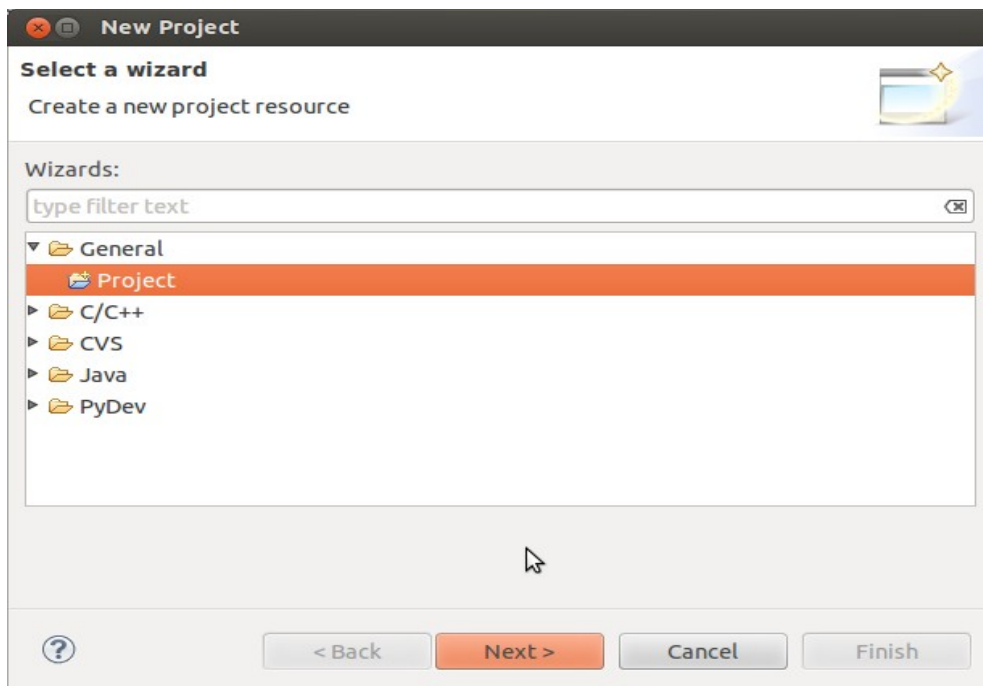 New Project
Select a wizard
Create a new project resource
Wizards:
type filter text
General
Project
C/C++
CVS
Java
PyDev
? < Back Next > Cancel Finish